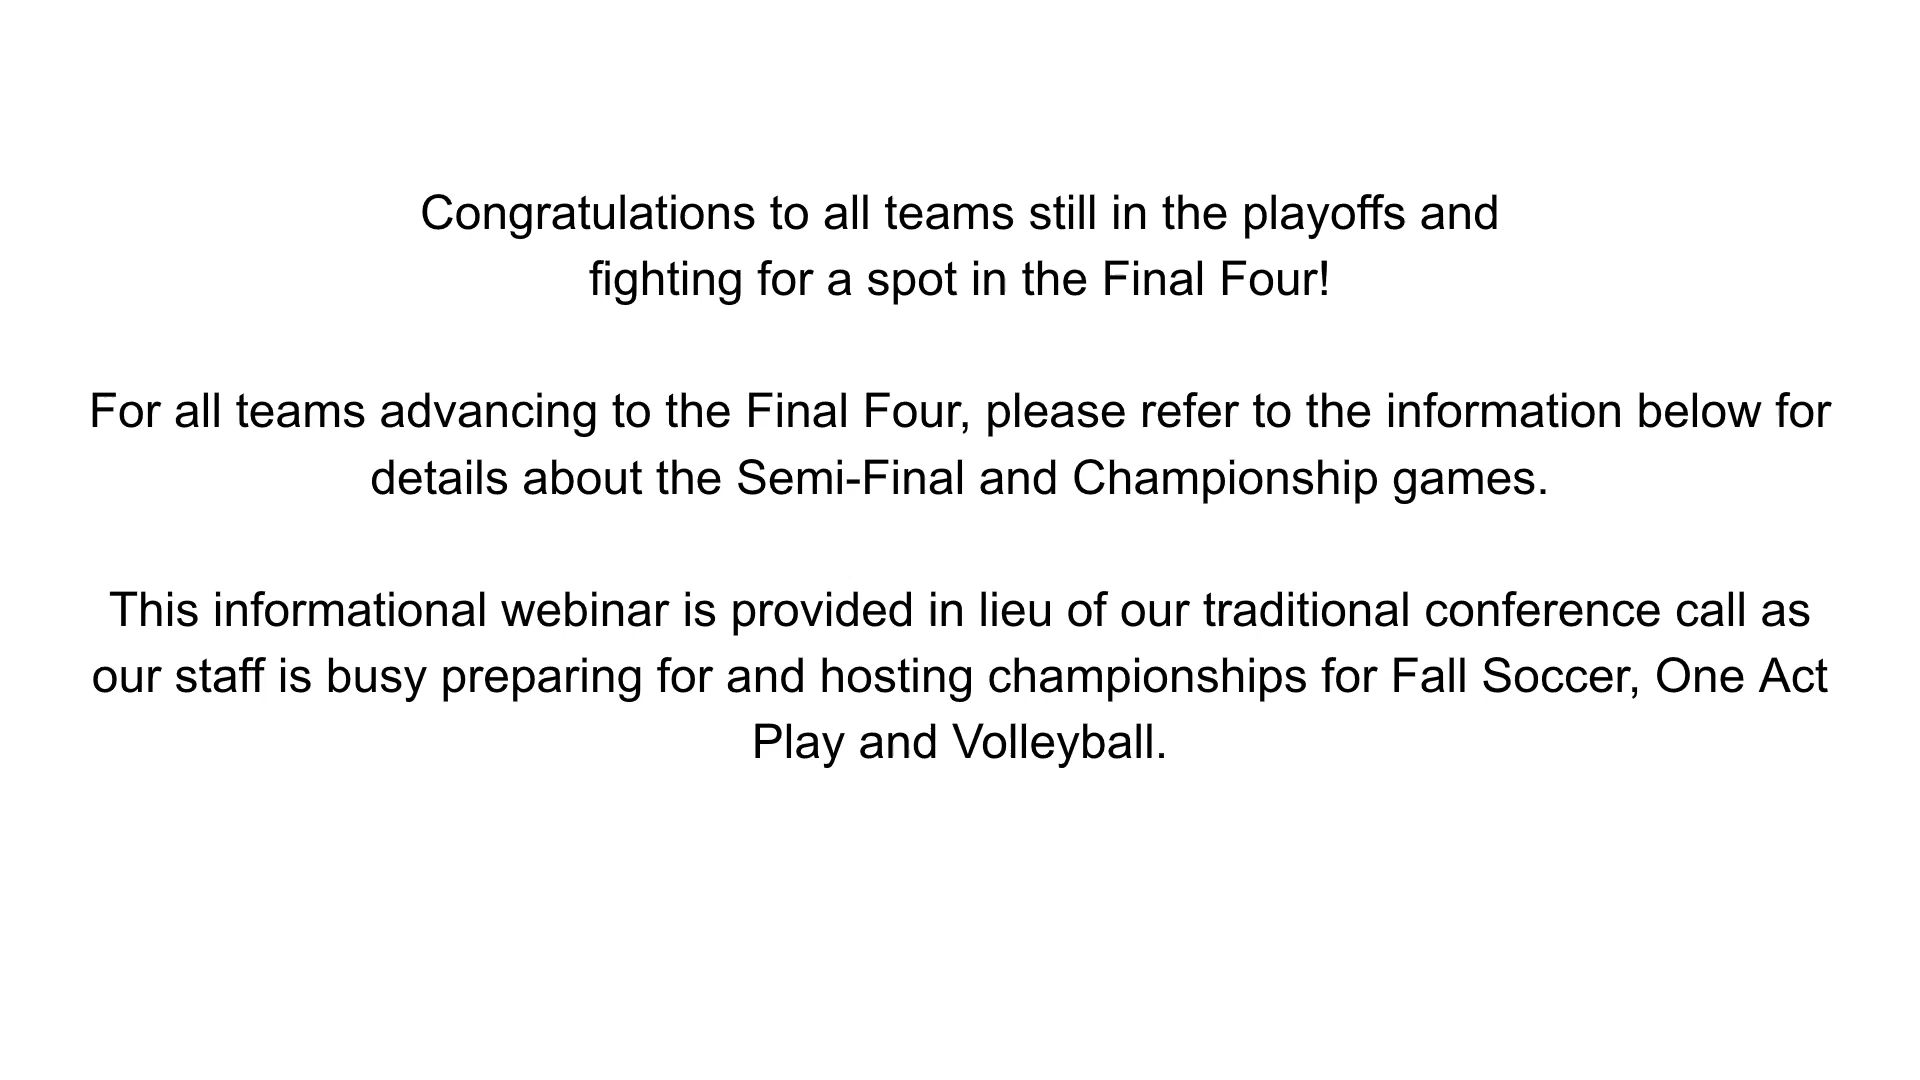 Congratulations to all teams still in the playoffs and
fighting for a spot in the Final Four!
For all teams advancing to the Final Four, please refer to the information below for
details about the Semi-Final and Championship games.
This informational webinar is provided in lieu of our traditional conference call as
our staff is busy preparing for and hosting championships for Fall Soccer, One Act
Play and Volleyball.